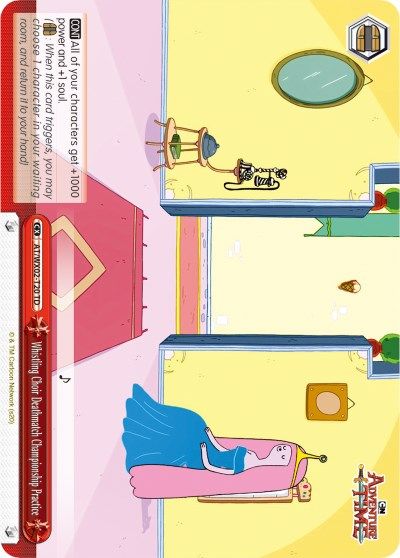 [CONT] All of your characters get +1000
power and +1 soul.
( : When this card triggers, you may
choose 1 character in your waiting
room, and return it to your hand)
CX AT/WX02-T20 TD
Whistling Choir Deathmatch Championship Practice
© & TM Cartoon Network (s20)
♪
CN
ADVENTURE
TIME